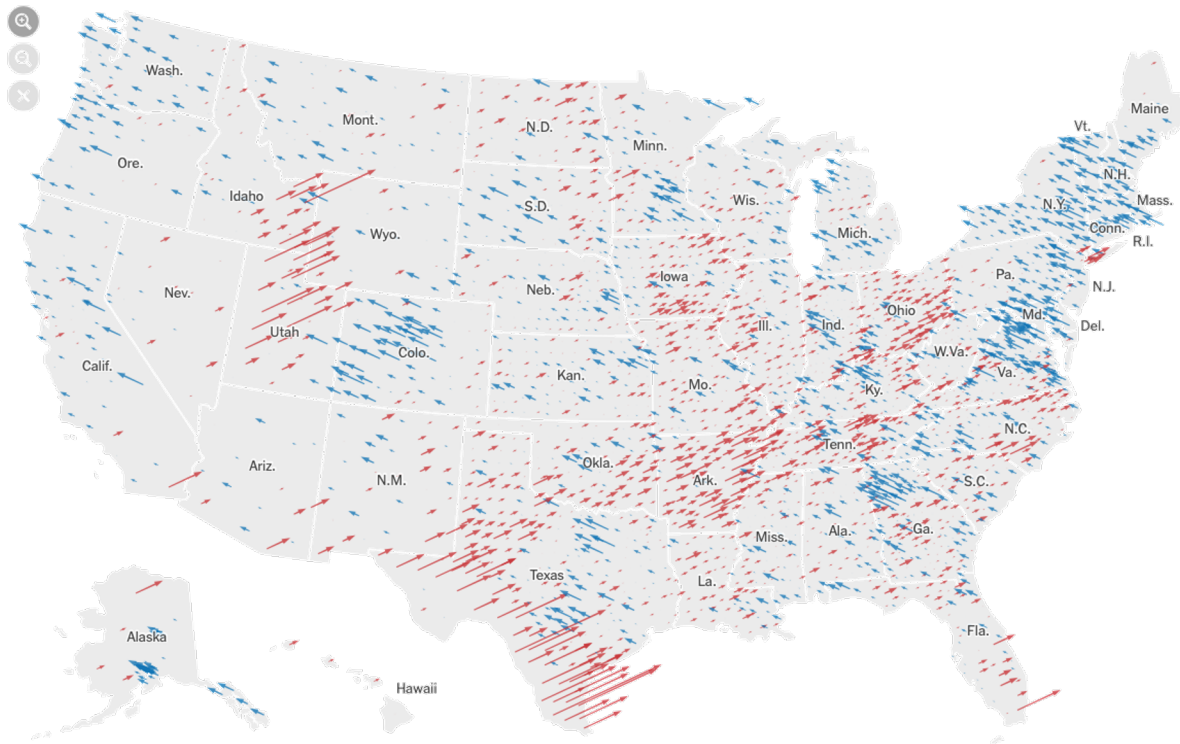 Wash.
Mont.
N.D.
Minn.
Vt.
Maine
Ore.
Idaho
S.D.
Wis.
N.H.
N.Y.
Mass.
Wyo.
Mich.
Conn.
R.I.
Nev.
Neb.
Iowa
Pa.
N.J.
Utah
Colo.
Ill.
Ind.
Ohio
Md.
Del.
Calif.
Kan.
Mo.
Ky.
W.Va.
Va.
Ariz.
N.M.
Okla.
Ark.
Tenn.
N.C.
S.C.
Texas
La.
Miss.
Ala.
Ga.
Alaska
Hawaii
Fla.